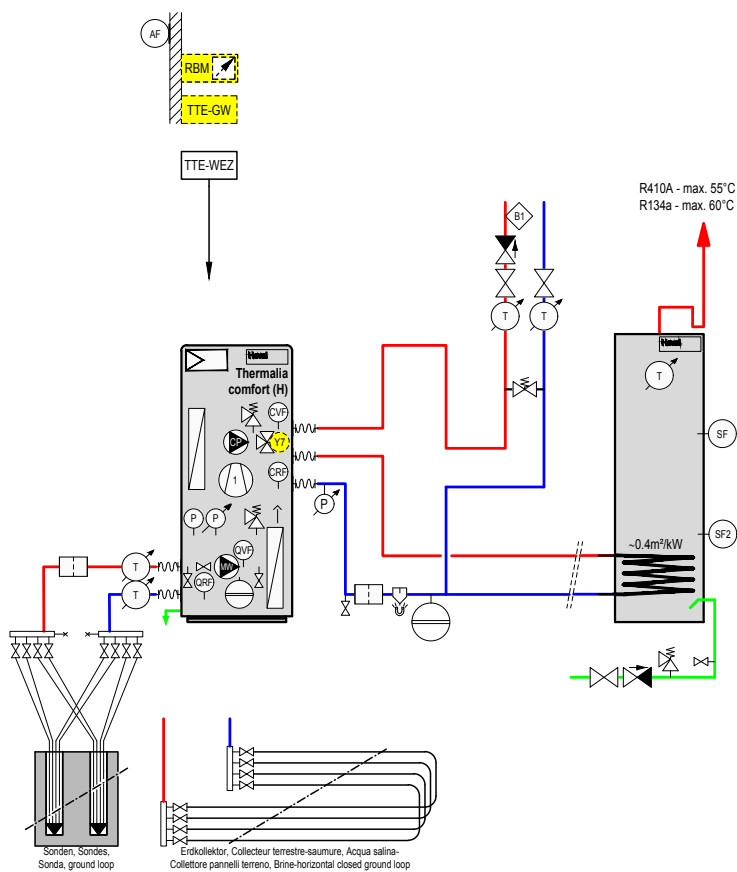 AF
RBM
TTE-GW
TTE-WEZ
R410A - max. 55°C
R134a - max. 60°C
B1
T
T
T
Thermalia
comfort (H)
CVF
CP
Y7
SF
1
CRF
P
P
P
SF2
~0.4m²/kW
QVF
MW
T
QRF
T
Sonden, Sondes,
Sonda, ground loop
Erdkollektor, Collecteur terrestre-saumure, Acqua salina-
Collettore pannelli terreno, Brine-horizontal closed ground loop